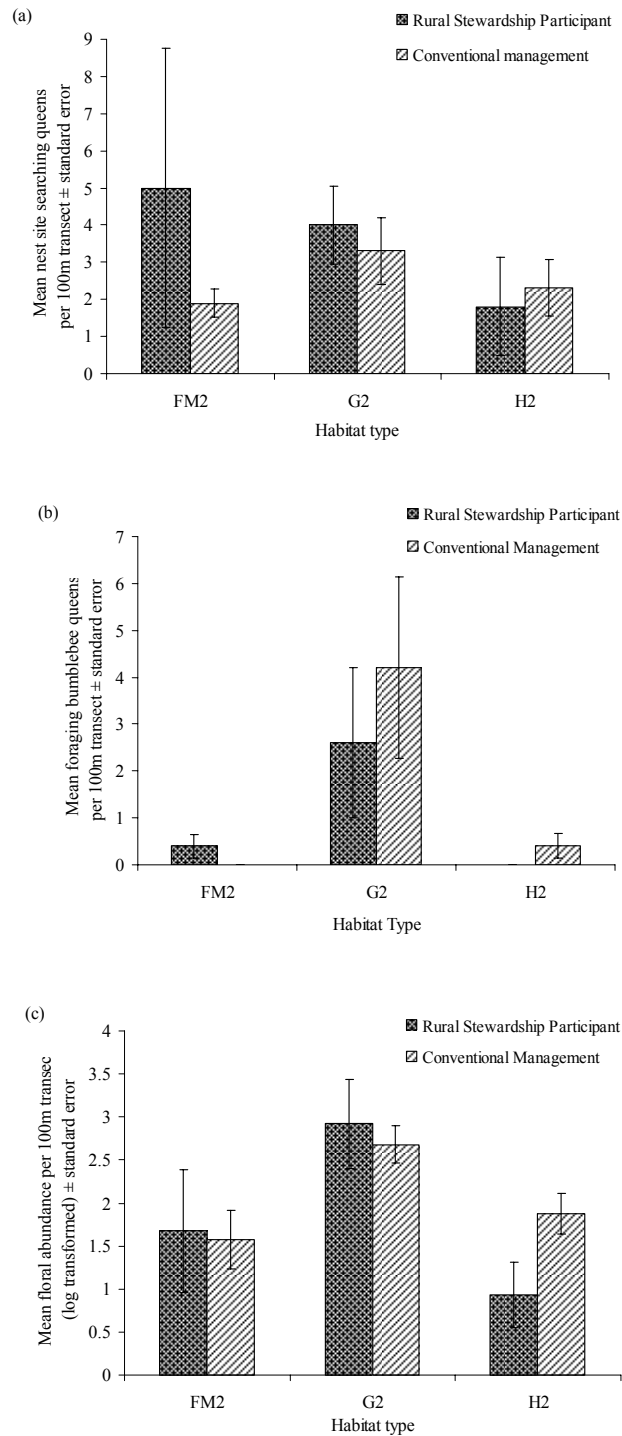 (a)
Rural Stewardship Participant
Conventional management
Mean nest site searching queens
per 100m transect ± standard error
9
8
7
6
5
4
3
2
1
0
FM2 G2 H2
Habitat type
(b)
Rural Stewardship Participant
Conventional Management
Mean foraging bumblebee queens
per 100m transect ± standard error
7
6
5
4
3
2
1
0
FM2 G2 H2
Habitat Type
(c)
Rural Stewardship Participant
Conventional Management
Mean floral abundance per 100m transec
(log transformed) ± standard error
4
3.5
3
2.5
2
1.5
1
0.5
0
FM2 G2 H2
Habitat type